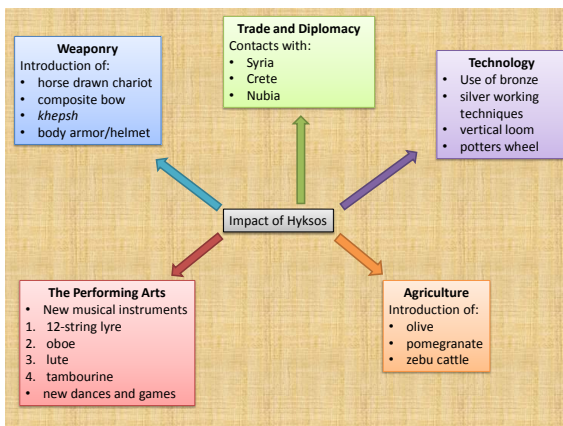 Weaponry
Introduction of:
• horse drawn chariot
• composite bow
• khepsh
• body armor/helmet
Trade and Diplomacy
Contacts with:
• Syria
• Crete
• Nubia
Technology
• Use of bronze
• silver working
techniques
• vertical loom
• potters wheel
Impact of Hyksos
The Performing Arts
• New musical instruments
1. 12-string lyre
2. oboe
3. lute
4. tambourine
• new dances and games
Agriculture
Introduction of:
• olive
• pomegranate
• zebu cattle